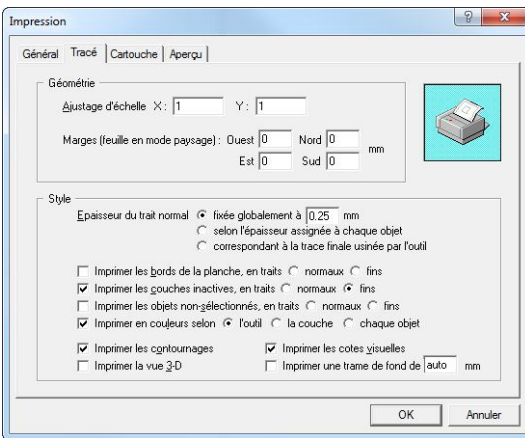 Impression
Général Tracé Cartouche Aperçu
Géométrie
Ajustage d'échelle X : 1 Y : 1
Marges (feuille en mode paysage) : Ouest 0 Nord 0 mm
Est 0 Sud 0
Style
Epaisseur du trait normal fixée globalement à 0.25 mm
selon l'épaisseur assignée à chaque objet
correspondant à la trace finale usinée par l'outil
Imprimer les bords de la planche, en traits normaux fins
Imprimer les couches inactives, en traits normaux fins
Imprimer les objets non-sélectionnés, en traits normaux fins
Imprimer en couleurs selon l'outil la couche chaque objet
Imprimer les contournages Imprimer les cotes visuelles
Imprimer la vue 3-D Imprimer une trame de fond de auto mm
OK Annuler